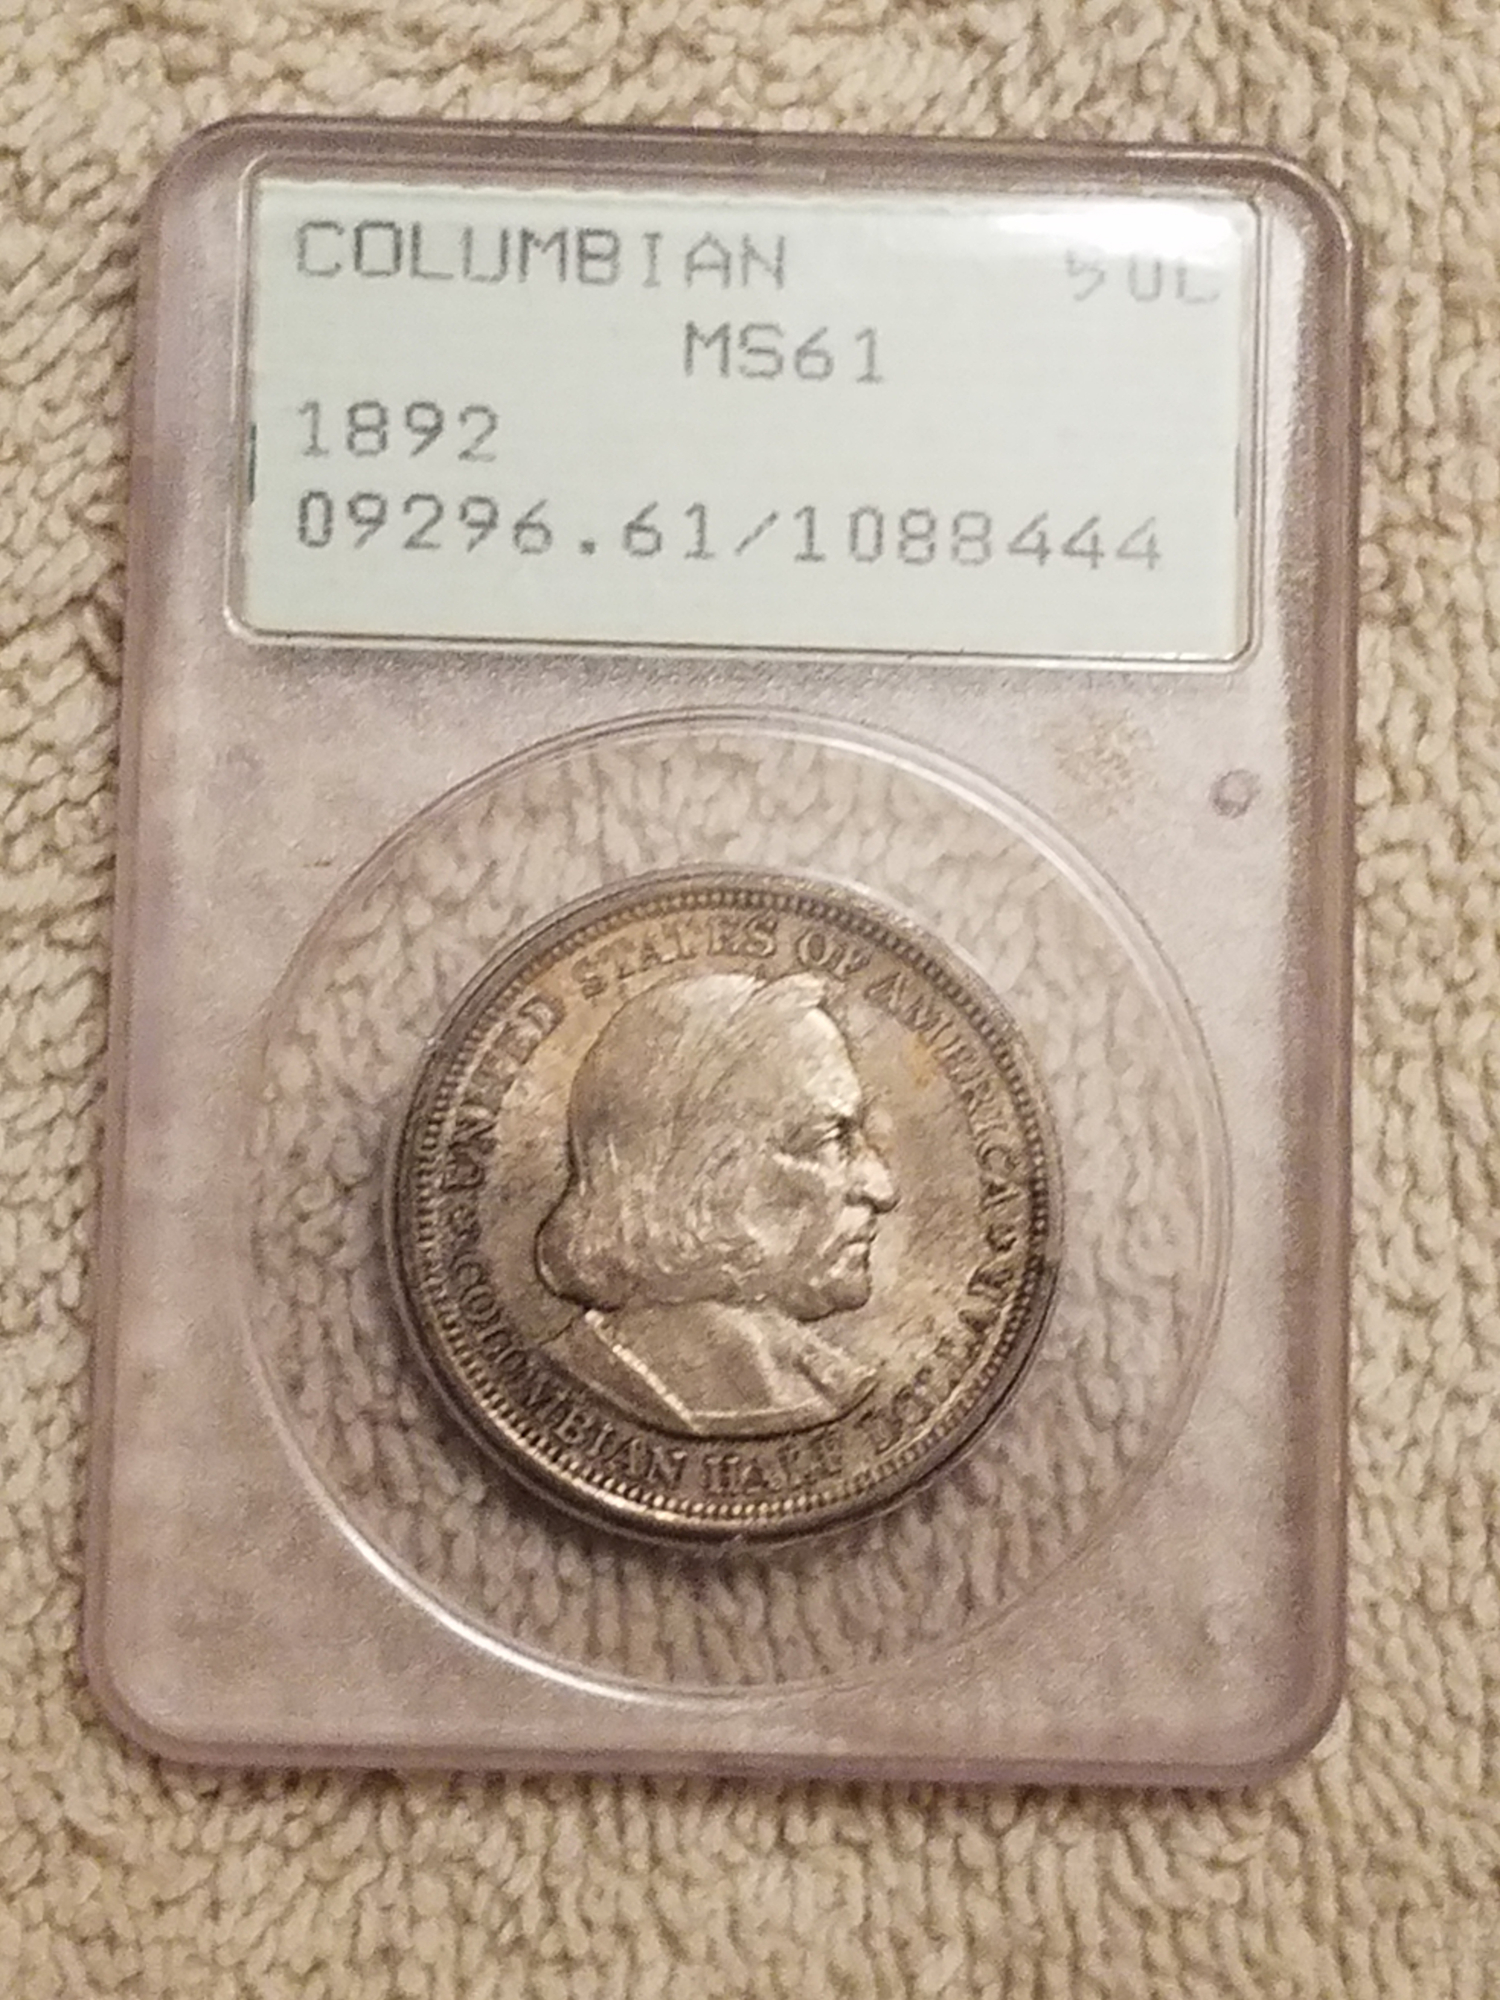 COLUMBIAN 50C
MS61
1892
09296.61/1088444
UNITED STATES OF AMERICA
COLUMBIAN HALF DOLLAR